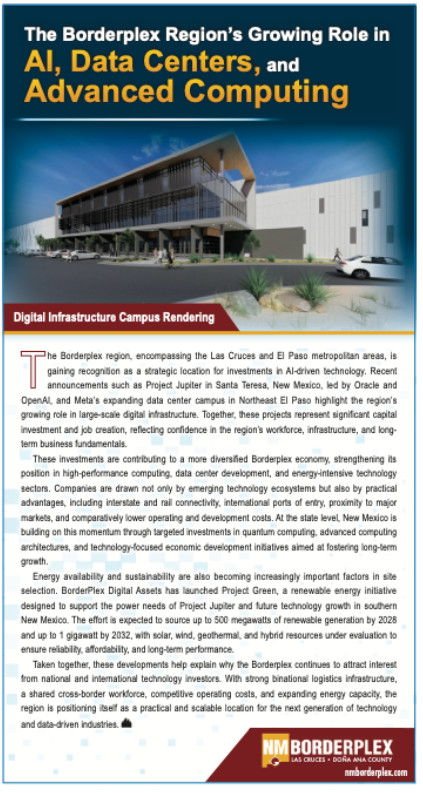 The Borderplex Region's Growing Role in
AI, Data Centers, and
Advanced Computing
Digital Infrastructure Campus Rendering
The Borderplex region, encompassing the Las Cruces and El Paso metropolitan areas, is
gaining recognition as a strategic location for investments in AI-driven technology. Recent
announcements such as Project Jupiter in Santa Teresa, New Mexico, led by Oracle and
OpenAI, and Meta's expanding data center campus in Northeast El Paso highlight the region's
growing role in large-scale digital infrastructure. Together, these projects represent significant capital
investment and job creation, reflecting confidence in the region's workforce, infrastructure, and long-
term business fundamentals.
These investments are contributing to a more diversified Borderplex economy, strengthening its
position in high-performance computing, data center development, and energy-intensive technology
sectors. Companies are drawn not only by emerging technology ecosystems but also by practical
advantages, including interstate and rail connectivity, international ports of entry, proximity to major
markets, and comparatively lower operating and development costs. At the state level, New Mexico is
building on this momentum through targeted investments in quantum computing, advanced computing
architectures, and technology-focused economic development initiatives aimed at fostering long-term
growth.
Energy availability and sustainability are also becoming increasingly important factors in site
selection. BorderPlex Digital Assets has launched Project Green, a renewable energy initiative
designed to support the power needs of Project Jupiter and future technology growth in southern
New Mexico. The effort is expected to source up to 500 megawatts of renewable generation by 2028
and up to 1 gigawatt by 2032, with solar, wind, geothermal, and hybrid resources under evaluation to
ensure reliability, affordability, and long-term performance.
Taken together, these developments help explain why the Borderplex continues to attract interest
from national and international technology investors. With strong binational logistics infrastructure,
a shared cross-border workforce, competitive operating costs, and expanding energy capacity, the
region is positioning itself as a practical and scalable location for the next generation of technology
and data-driven industries.
NMBORDERPLEX
LAS CRUCES • DOÑA ANA COUNTY
nmborderplex.com